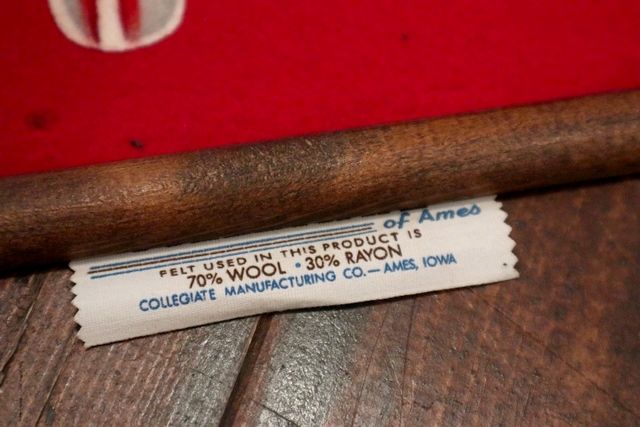 of Ames
FELT USED IN THIS PRODUCT IS
70% WOOL • 30% RAYON
COLLEGIATE MANUFACTURING CO.— AMES, IOWA